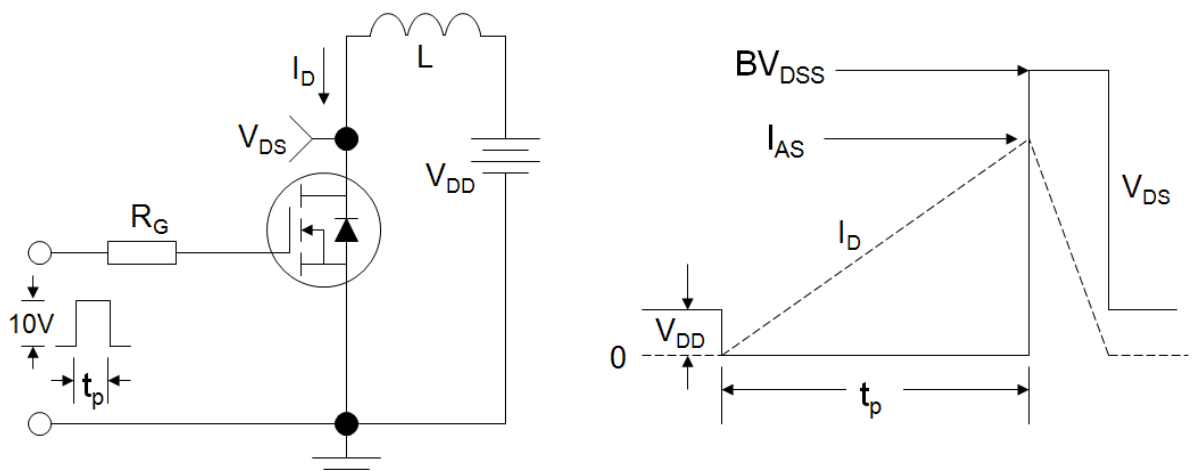 I_D
L
V_DS
V_DD
R_G
10V
t_p
BV_DSS
I_AS
V_DS
I_D
V_DD
0
t_p